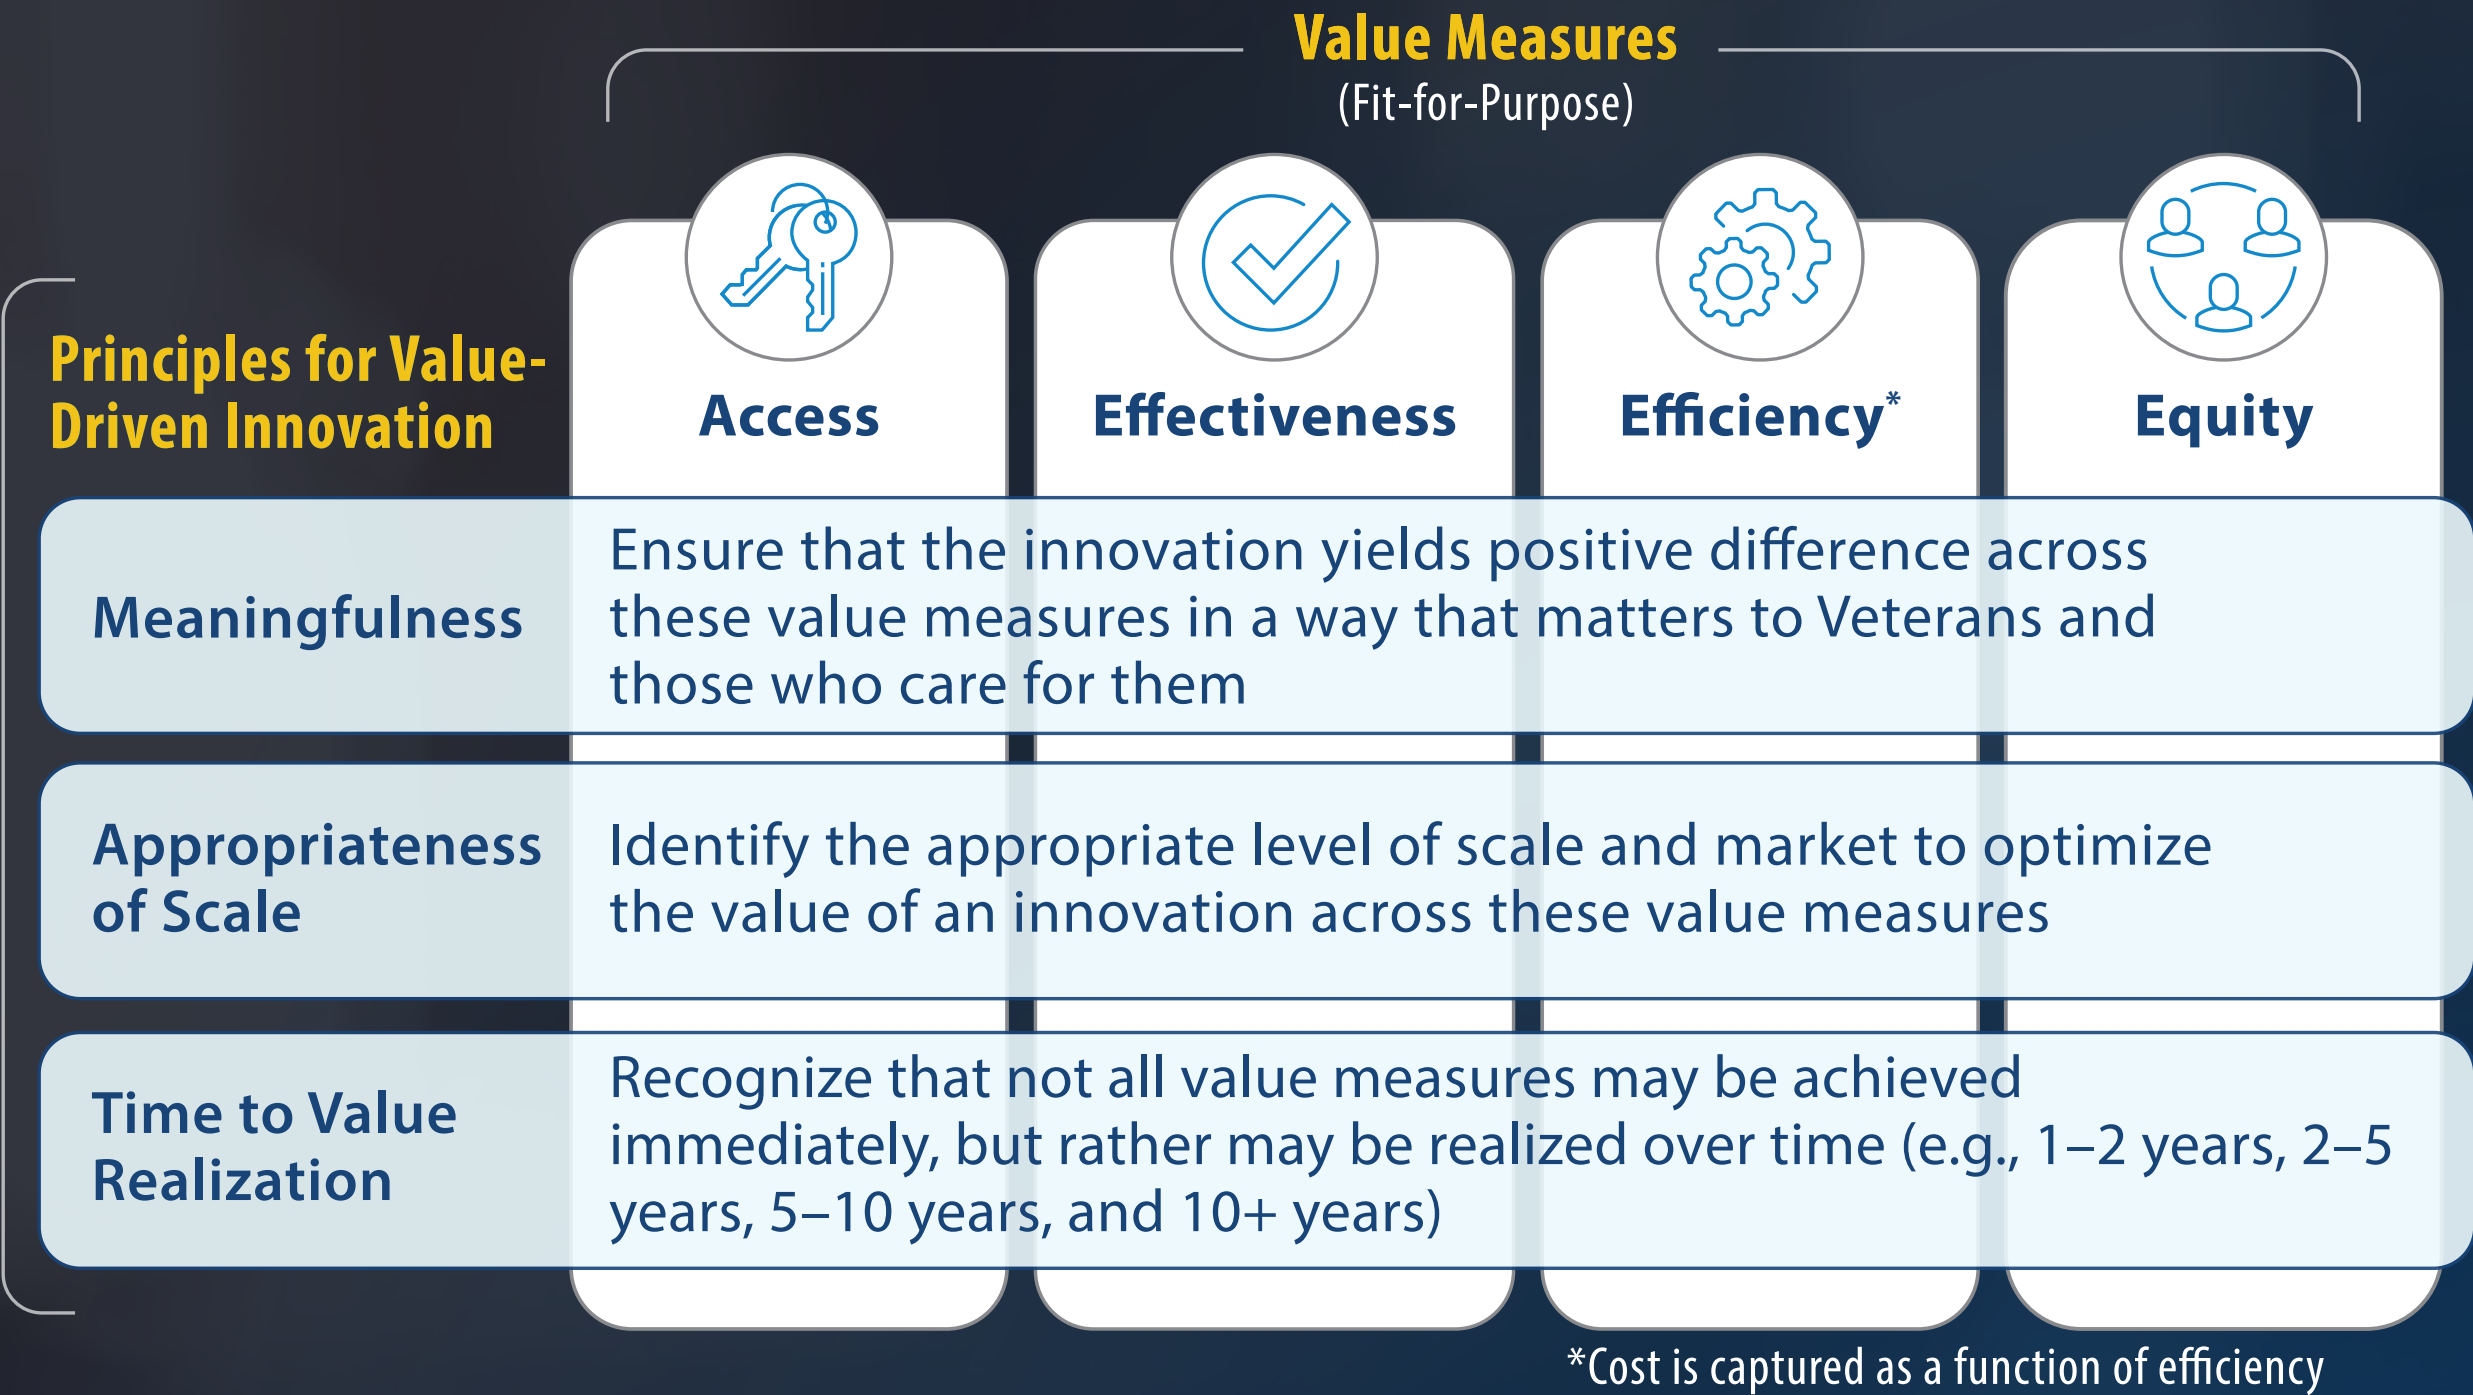 Value Measures
(Fit-for-Purpose)
Principles for Value-
Driven Innovation
Access
Effectiveness
Efficiency*
Equity
Meaningfulness
Ensure that the innovation yields positive difference across
these value measures in a way that matters to Veterans and
those who care for them
Appropriateness
of Scale
Identify the appropriate level of scale and market to optimize
the value of an innovation across these value measures
Time to Value
Realization
Recognize that not all value measures may be achieved
immediately, but rather may be realized over time (e.g., 1–2 years, 2–5
years, 5–10 years, and 10+ years)
*Cost is captured as a function of efficiency